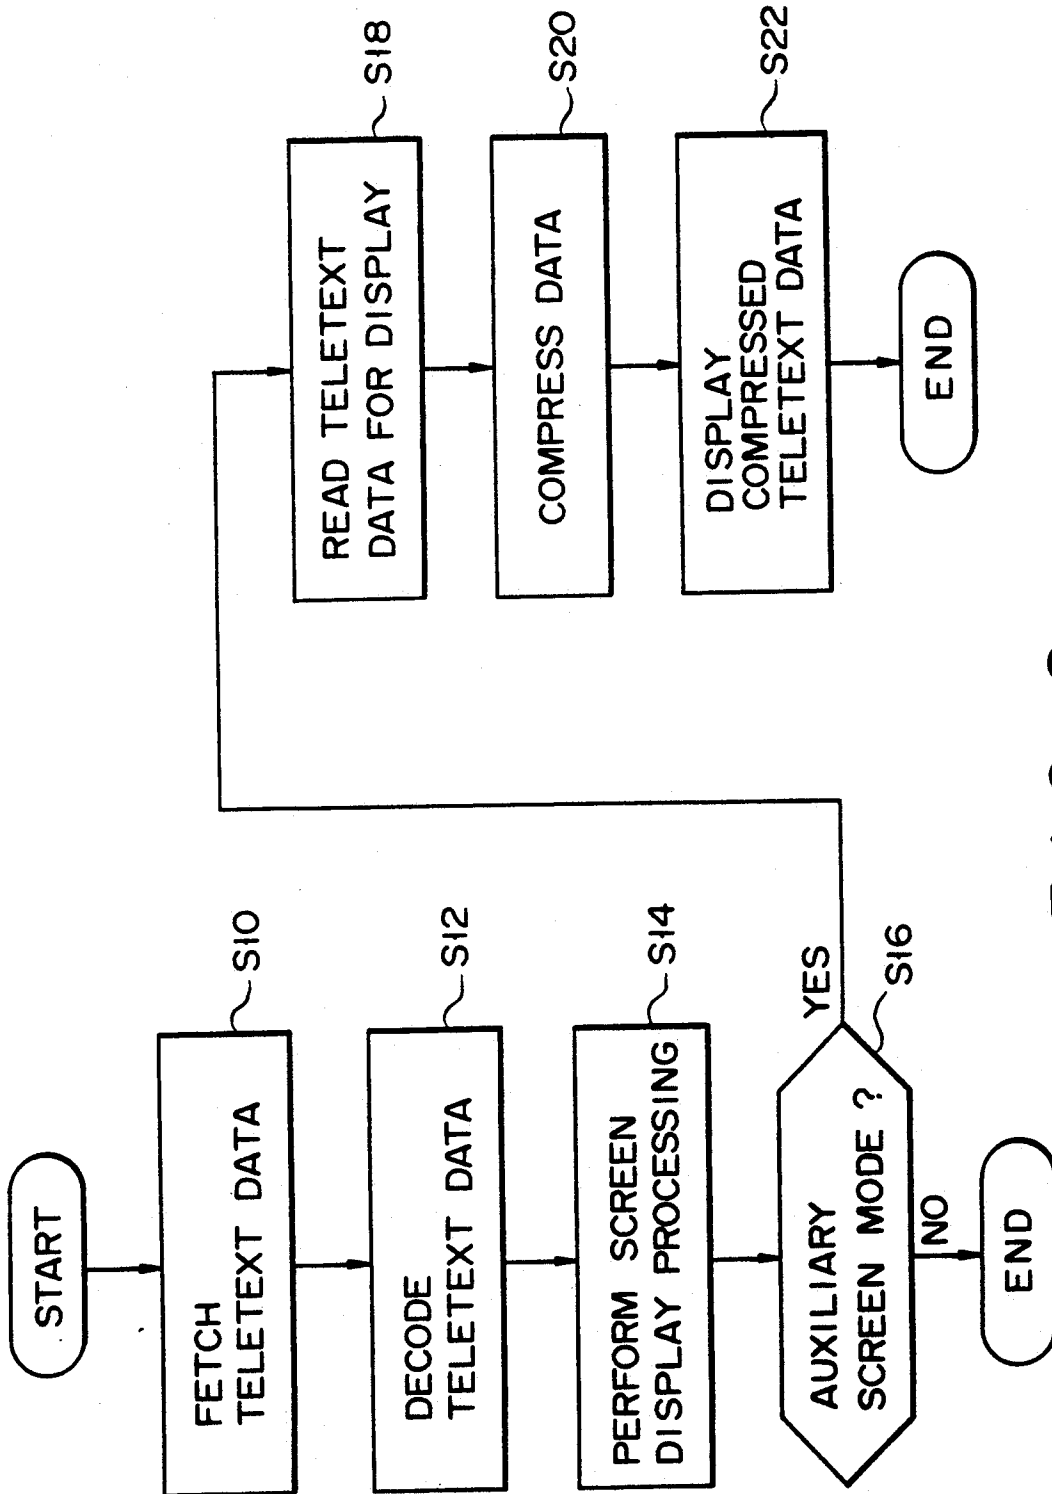 START
FETCH
TELETEXT DATA
S10
DECODE
TELETEXT DATA
S12
PERFORM SCREEN
DISPLAY PROCESSING
S14
AUXILIARY
SCREEN MODE ?
S16
YES
NO
END
READ TELETEXT
DATA FOR DISPLAY
S18
COMPRESS DATA
S20
DISPLAY
COMPRESSED
TELETEXT DATA
S22
END